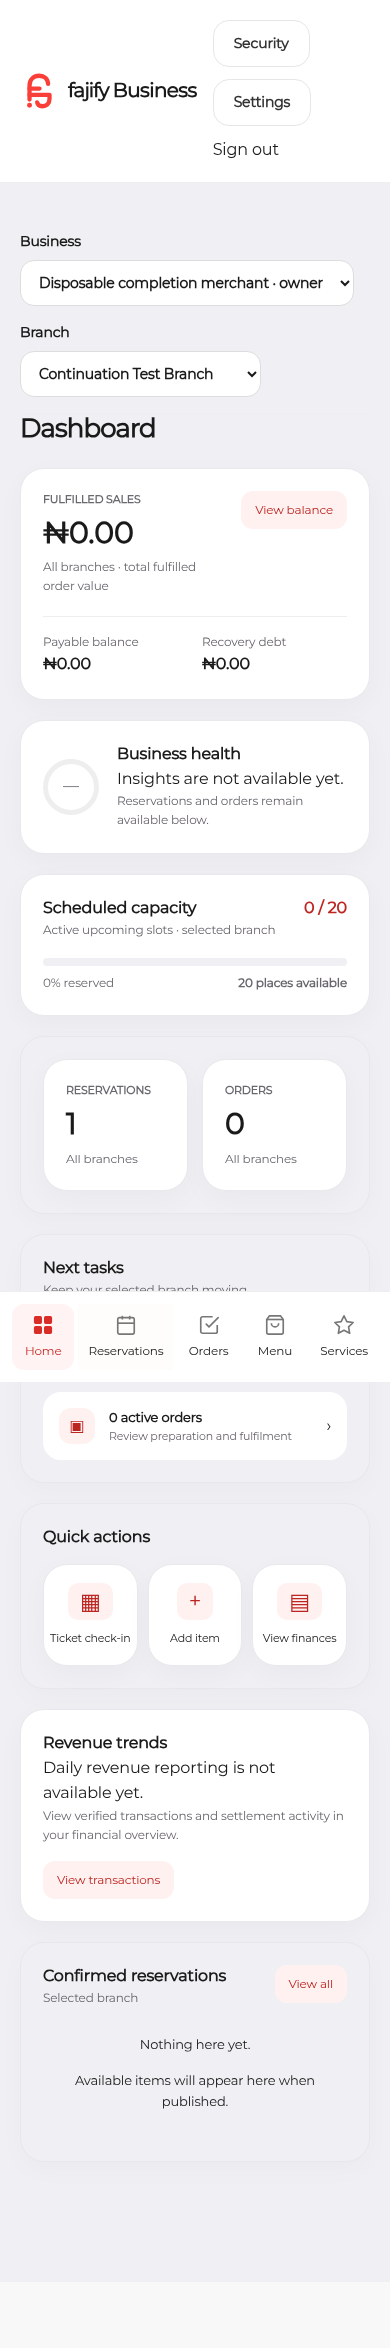 Security
fajify Business
Settings
Sign out
Business
Disposable completion merchant · owner
Branch
Continuation Test Branch
Dashboard
FULFILLED SALES
View balance
₦0.00
All branches · total fulfilled
order value
Payable balance
Recovery debt
₦0.00
₦0.00
Business health
—
Insights are not available yet.
Reservations and orders remain
available below.
Scheduled capacity
0 / 20
Active upcoming slots · selected branch
0% reserved
20 places available
RESERVATIONS
ORDERS
1
0
All branches
All branches
Next tasks
Keep your selected branch moving
Home
Reservations
Orders
Menu
Services
0 active orders
Review preparation and fulfilment
›
Quick actions
+
Ticket check-in
Add item
View finances
Revenue trends
Daily revenue reporting is not
available yet.
View verified transactions and settlement activity in
your financial overview.
View transactions
Confirmed reservations
View all
Selected branch
Nothing here yet.
Available items will appear here when
published.